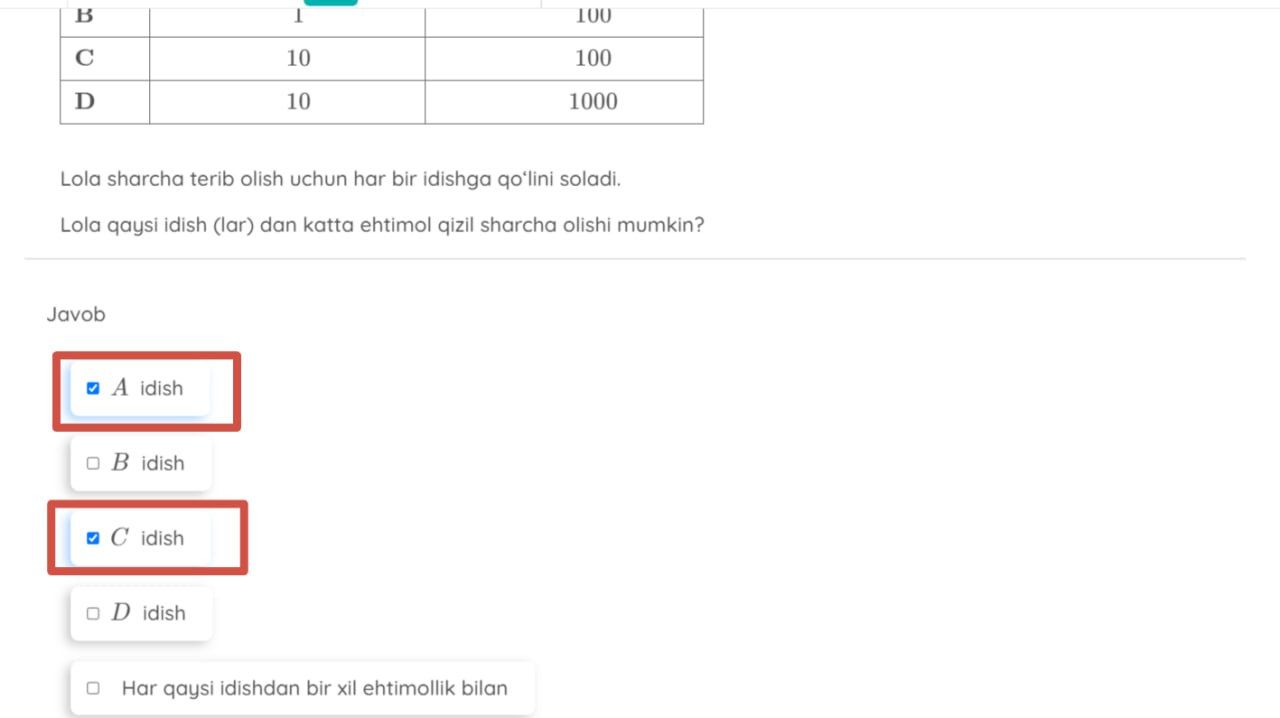 B 1 100
C 10 100
D 10 1000
Lola sharcha terib olish uchun har bir idishga qo‘lini soladi.
Lola qaysi idish (lar) dan katta ehtimol qizil sharcha olishi mumkin?
Javob
A idish
B idish
C idish
D idish
Har qaysi idishdan bir xil ehtimollik bilan